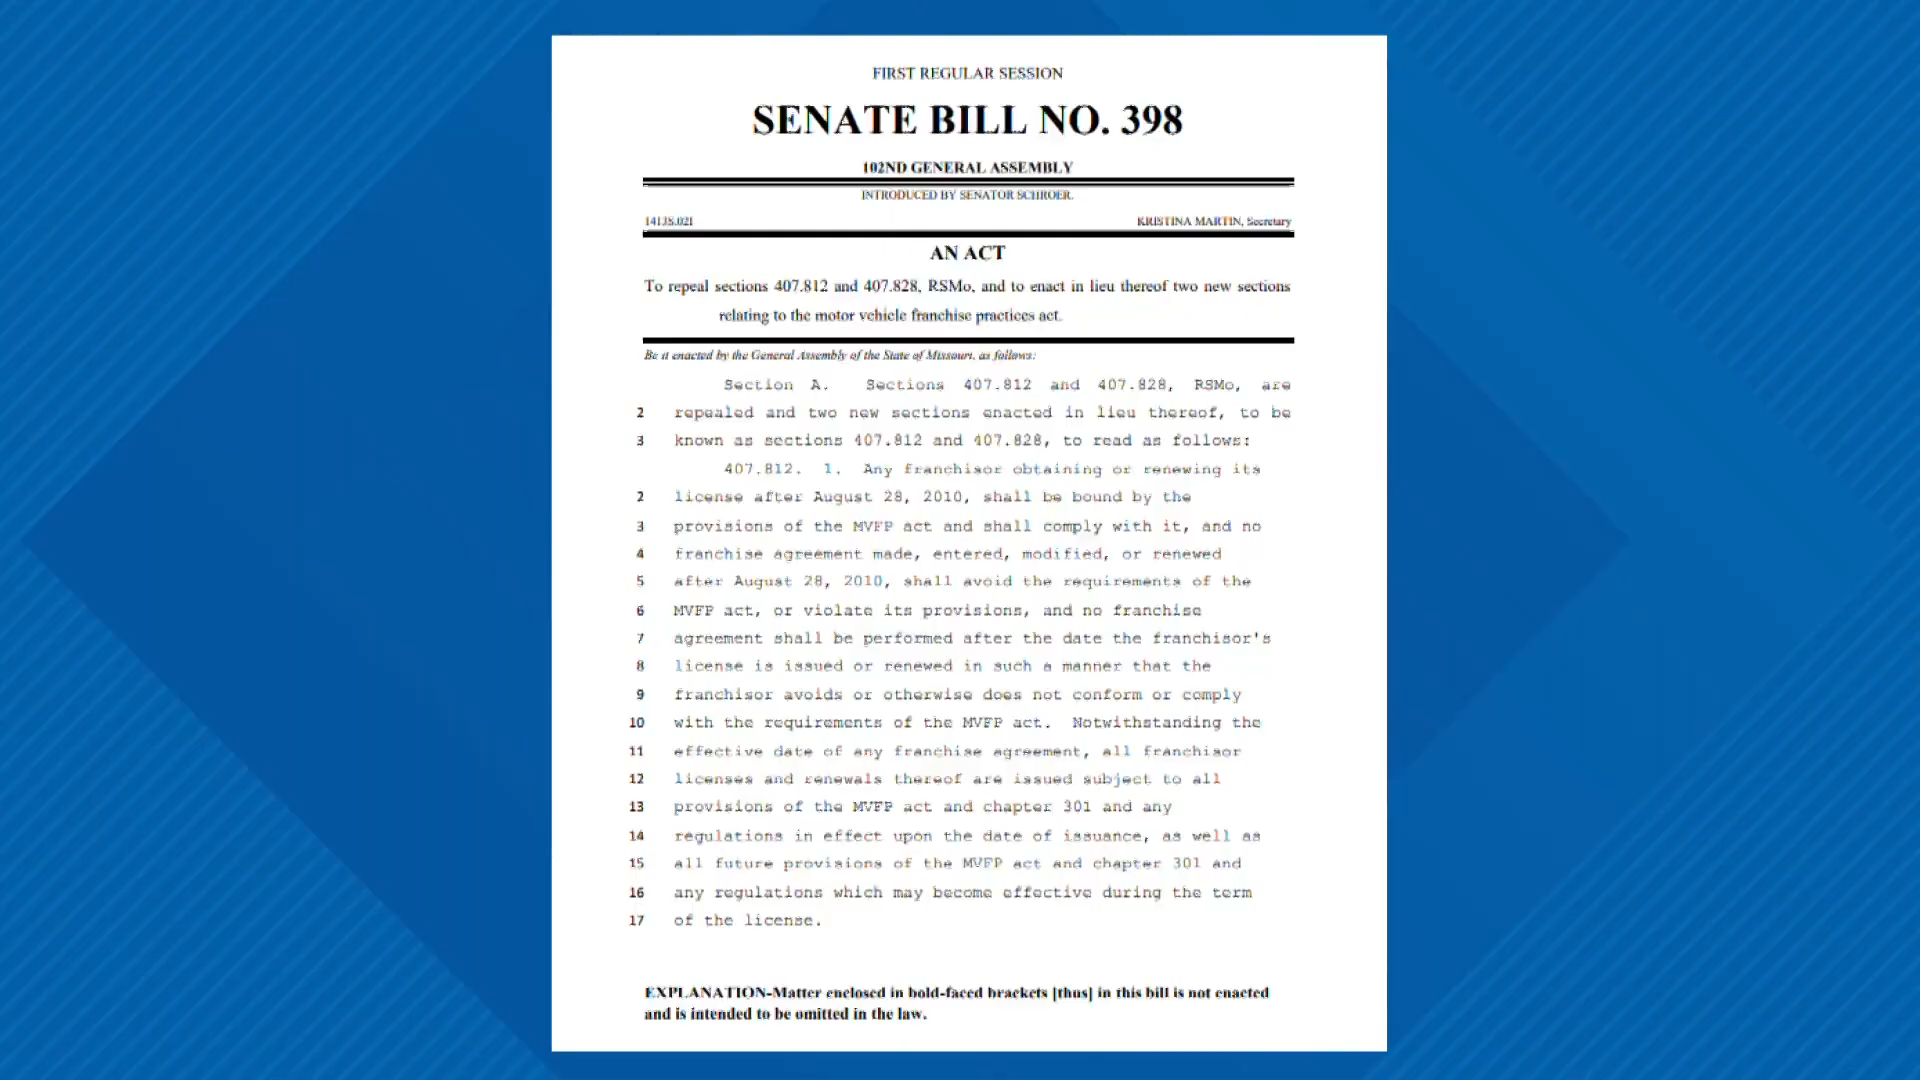 FIRST REGULAR SESSION
SENATE BILL NO. 398
102ND GENERAL ASSEMBLY
INTRODUCED BY SENATOR SCHROER.
1413S.02I KRISTINA MARTIN, Secretary
AN ACT
To repeal sections 407.812 and 407.828, RSMo, and to enact in lieu thereof two new sections
relating to the motor vehicle franchise practices act.
Be it enacted by the General Assembly of the State of Missouri, as follows:
Section A. Sections 407.812 and 407.828, RSMo, are
2 repealed and two new sections enacted in lieu thereof, to be
3 known as sections 407.812 and 407.828, to read as follows:
407.812. 1. Any franchisor obtaining or renewing its
2 license after August 28, 2010, shall be bound by the
3 provisions of the MVFP act and shall comply with it, and no
4 franchise agreement made, entered, modified, or renewed
5 after August 28, 2010, shall avoid the requirements of the
6 MVFP act, or violate its provisions, and no franchise
7 agreement shall be performed after the date the franchisor's
8 license is issued or renewed in such a manner that the
9 franchisor avoids or otherwise does not conform or comply
10 with the requirements of the MVFP act. Notwithstanding the
11 effective date of any franchise agreement, all franchisor
12 licenses and renewals thereof are issued subject to all
13 provisions of the MVFP act and chapter 301 and any
14 regulations in effect upon the date of issuance, as well as
15 all future provisions of the MVFP act and chapter 301 and
16 any regulations which may become effective during the term
17 of the license.
EXPLANATION-Matter enclosed in bold-faced brackets [thus] in this bill is not enacted
and is intended to be omitted in the law.